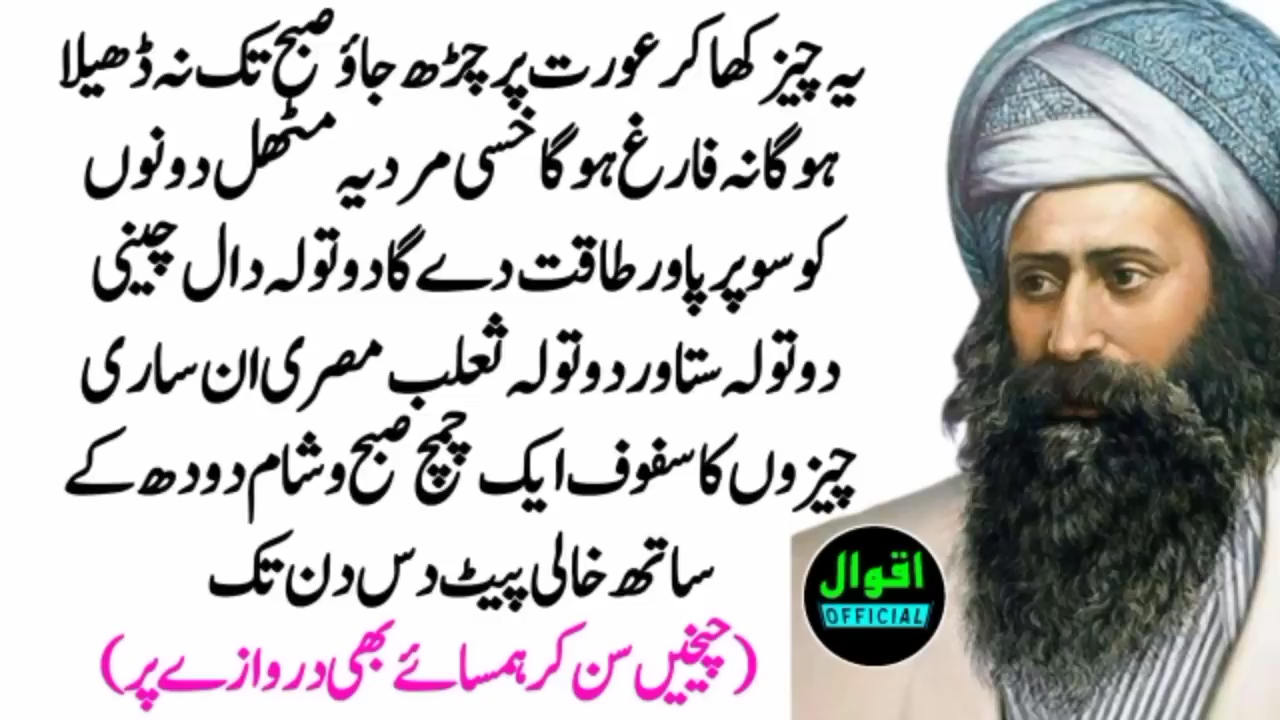 یہ چیز کھا کر عورت پر چڑھ جاؤ صبح تک نہ ڈھیلا
ہوگا نہ فارغ ہوگا خسی مرد یہ مٹھل دونوں
کو سوپر پاور طاقت دے گا دو تولہ دال چینی
دو تولہ ستاور دو تولہ ثعلب مصری ان ساری
چیزوں کا سفوف ایک چمچ صبح و شام دودھ کے
ساتھ خالی پیٹ دس دن تک
(چیخیں سن کر ہمسائے بھی دروازے پر)
اقوال
OFFICIAL